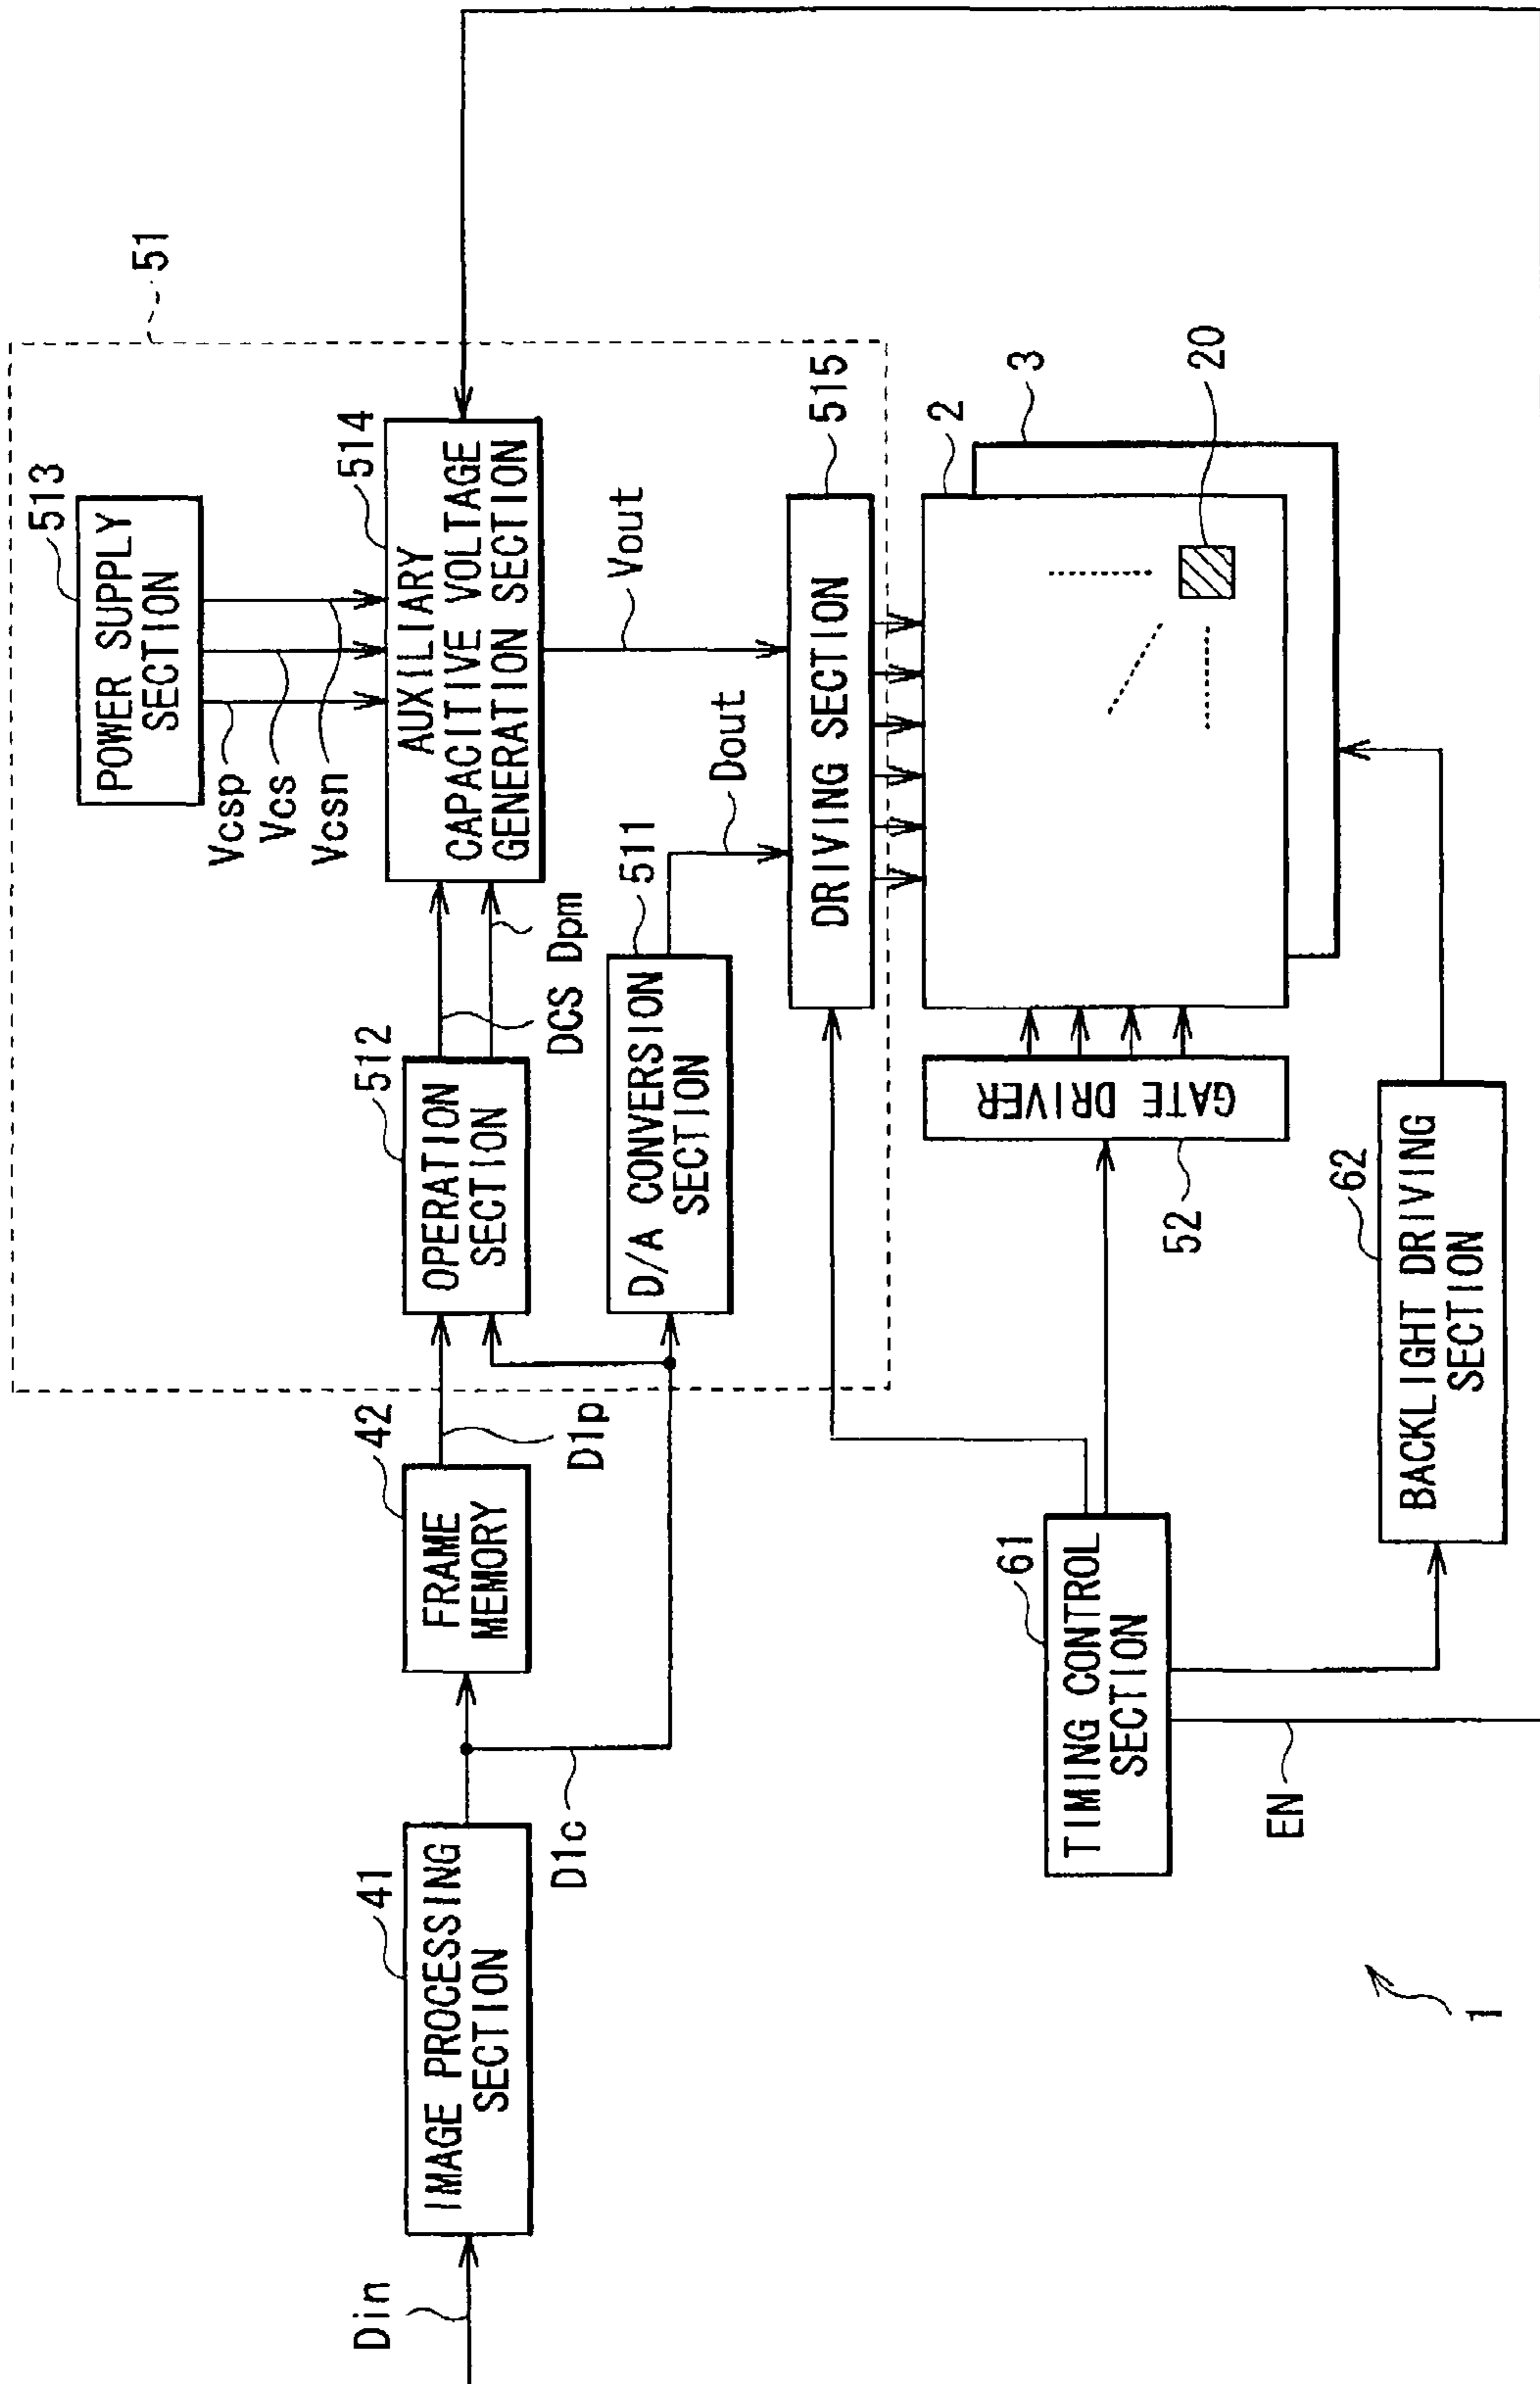 1
Din
41
IMAGE PROCESSING
SECTION
D1c
42
FRAME
MEMORY
D1p
51
512
OPERATION
SECTION
DCS
Dpm
513
POWER SUPPLY
SECTION
Vcsp
Vcs
Vcsn
514
AUXILIARY
CAPACITIVE VOLTAGE
GENERATION SECTION
Vout
511
D/A CONVERSION
SECTION
Dout
515
DRIVING SECTION
61
TIMING CONTROL
SECTION
EN
52
GATE DRIVER
2
3
20
62
BACKLIGHT DRIVING
SECTION